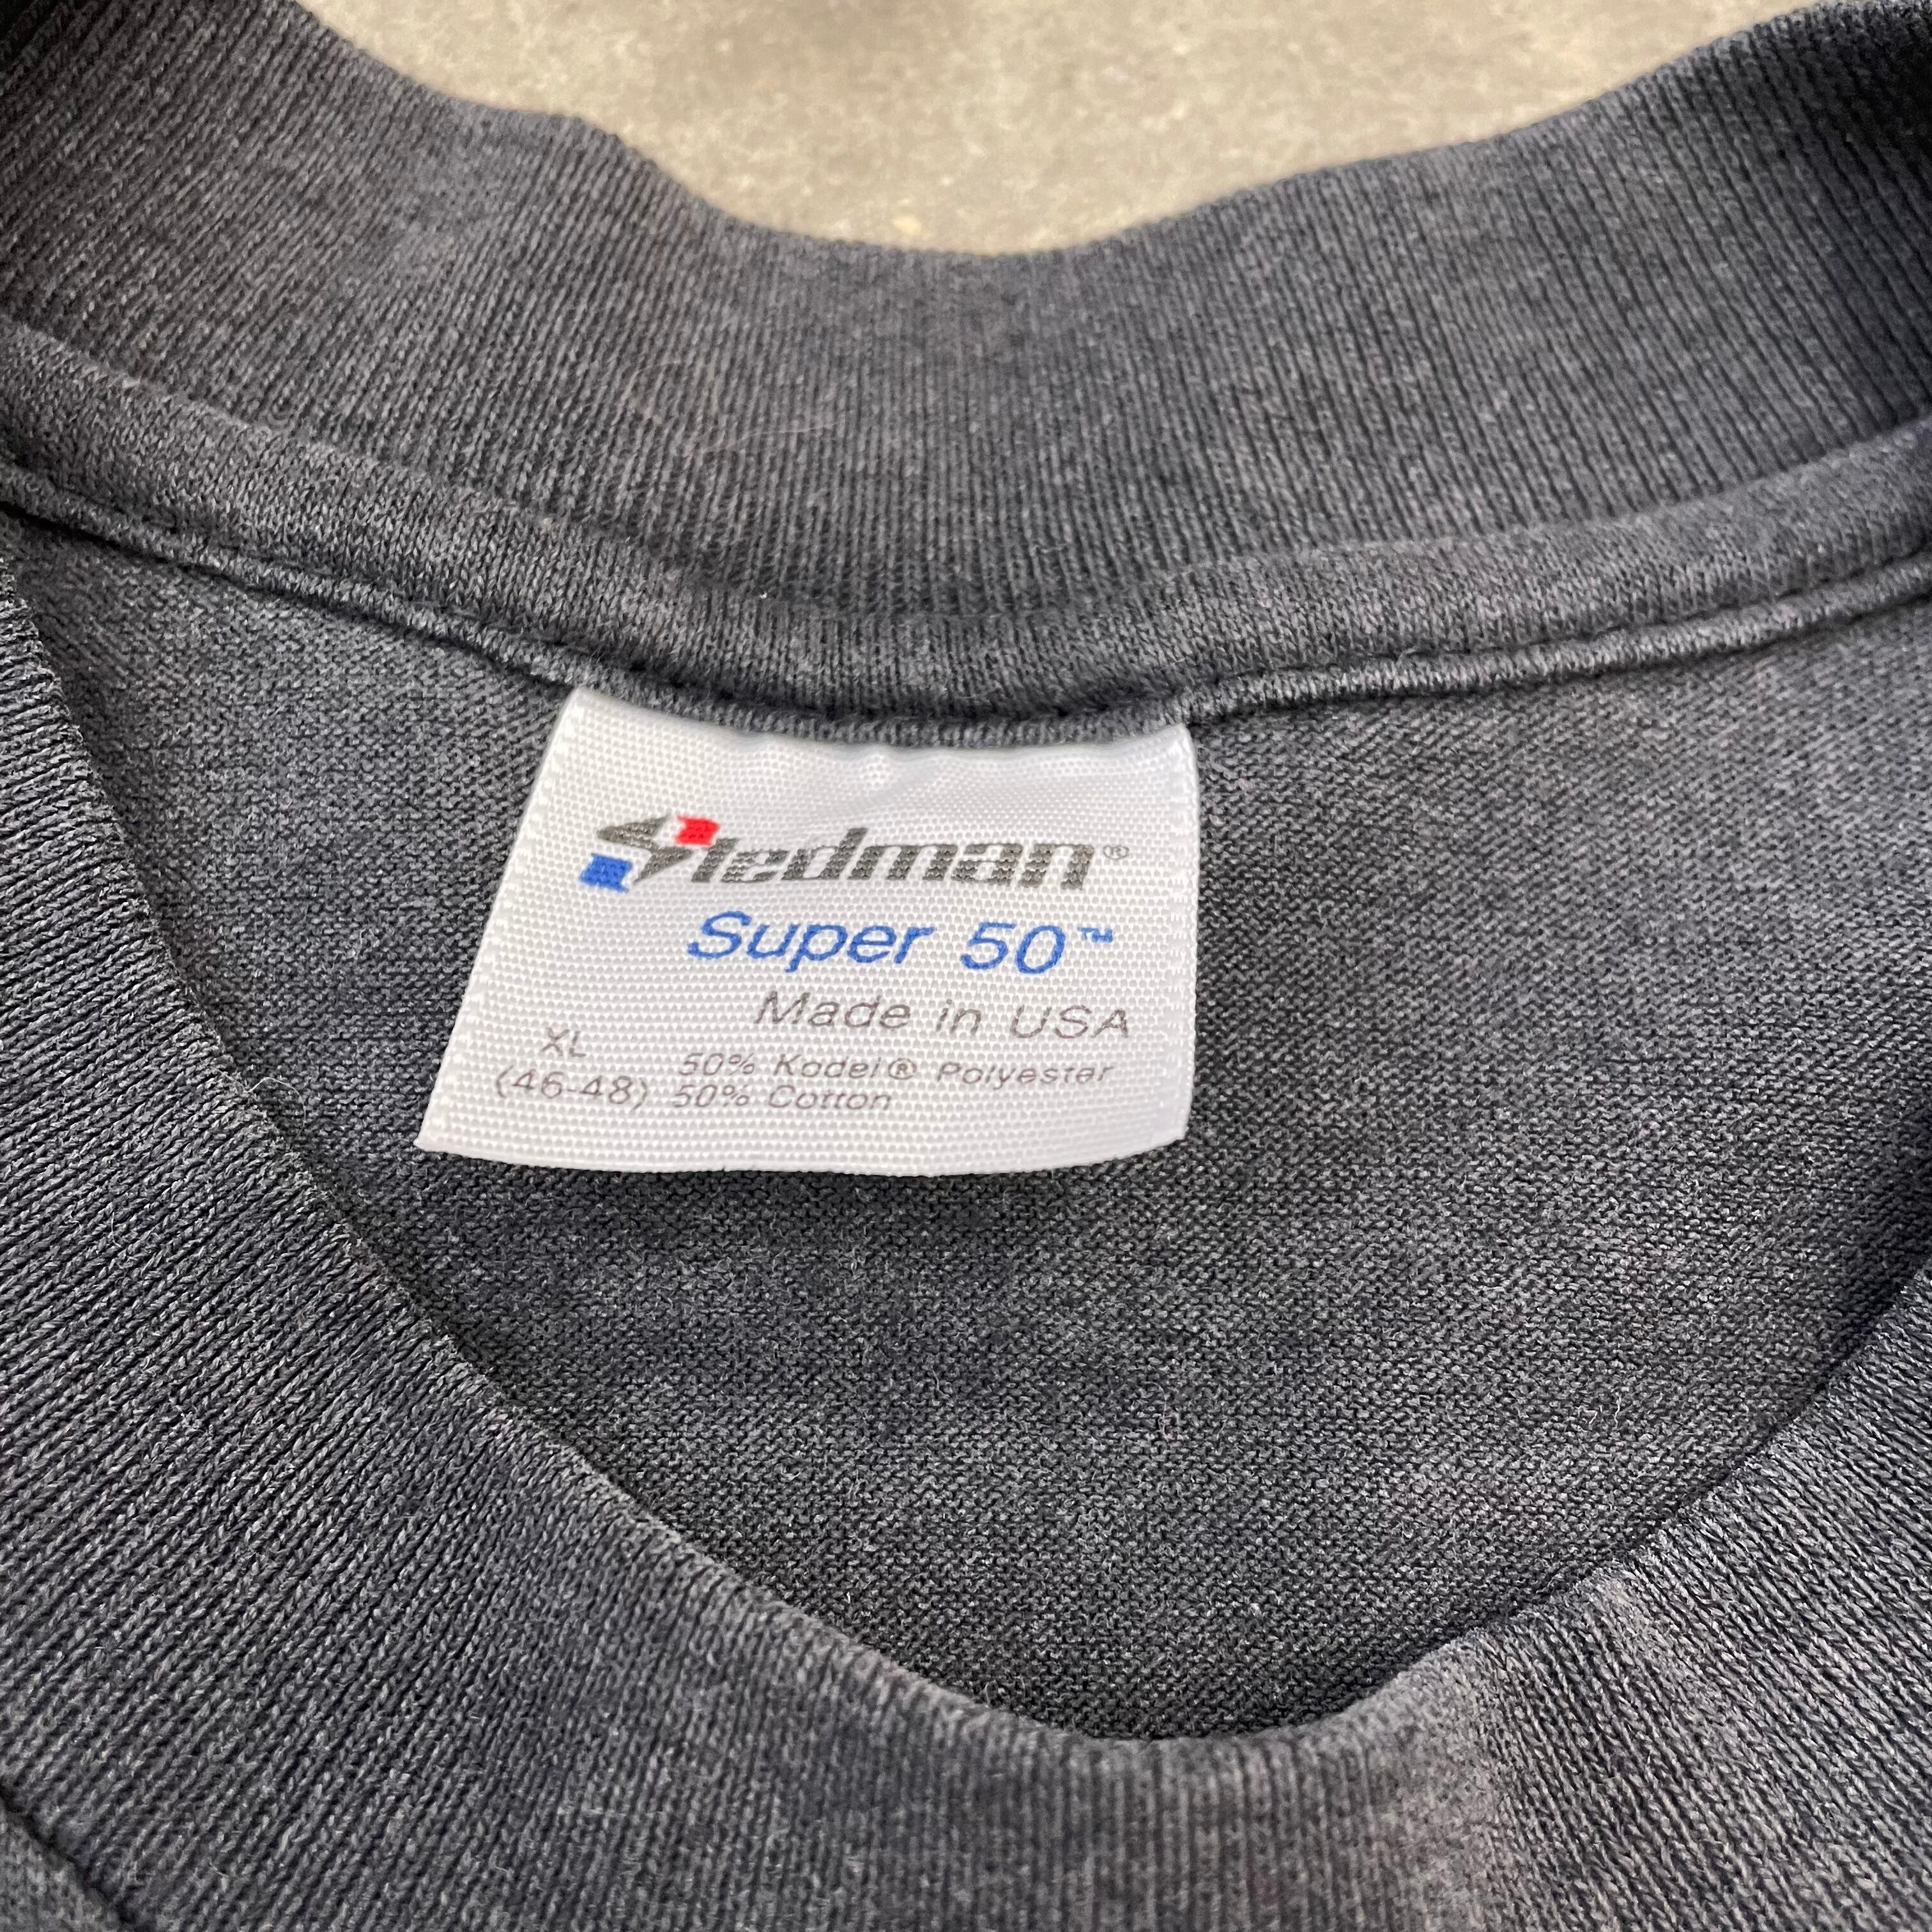 Stedman®
Super 50™
Made in USA
XL
(46-48)
50% Kodel® Polyester
50% Cotton